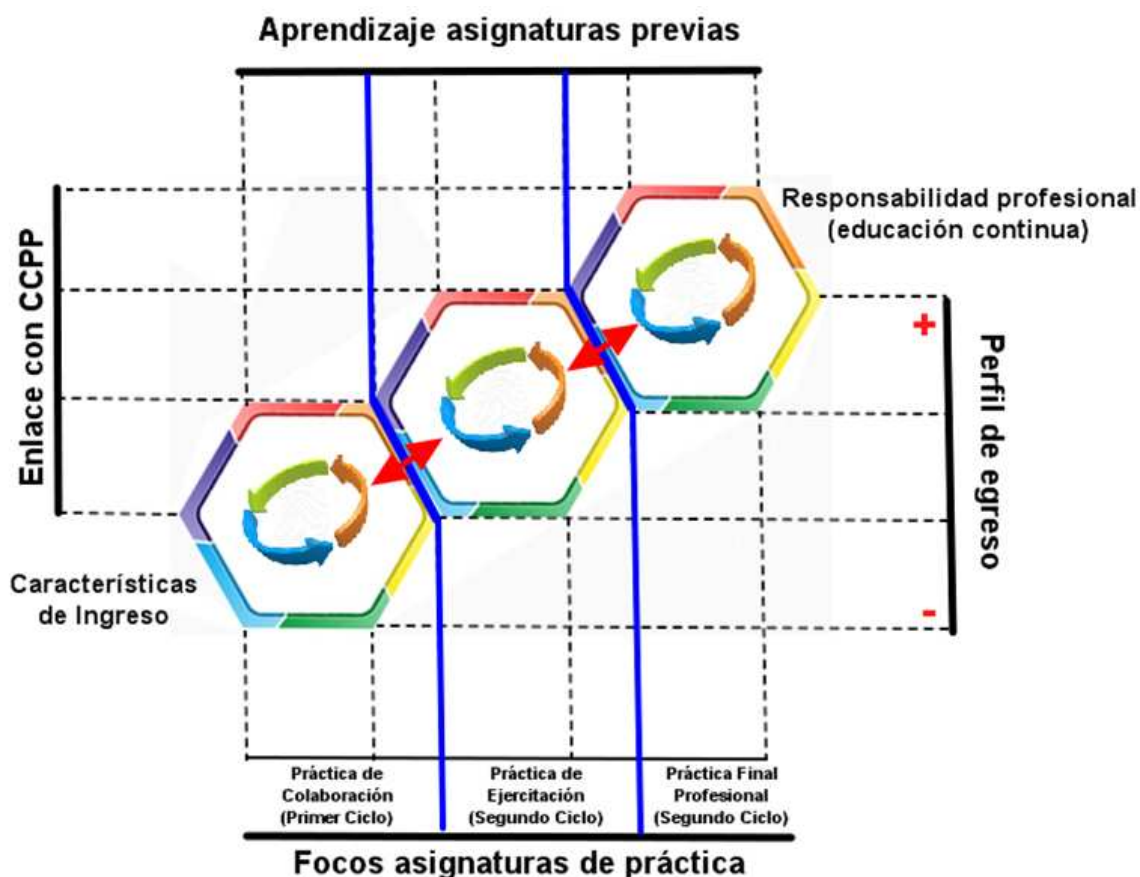 Aprendizaje asignaturas previas
Responsabilidad profesional
(educación continua)
Enlace con CCPP
+
Perfil de egreso
-
Características
de Ingreso
Práctica de
Colaboración
(Primer Ciclo)
Práctica de
Ejercitación
(Segundo Ciclo)
Práctica Final
Profesional
(Segundo Ciclo)
Focos asignaturas de práctica